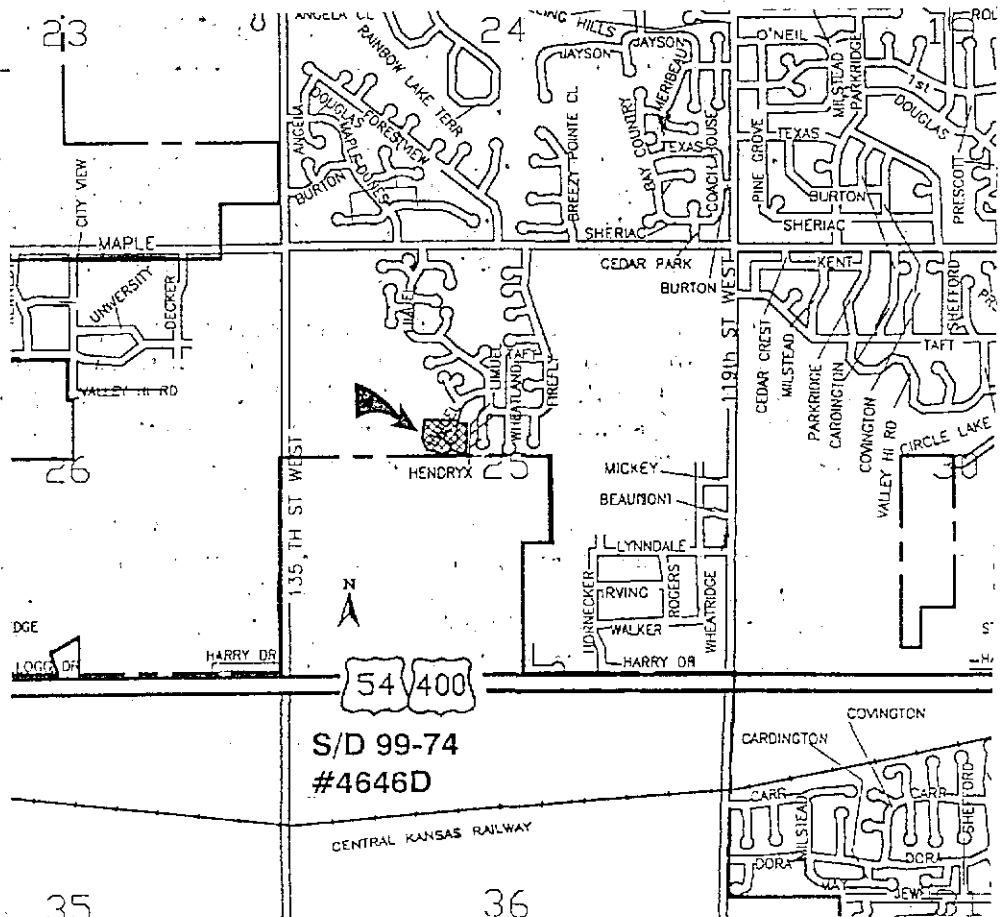 23
24
ANGELA CL
RAINBOW LAKE TERR
HILLS
JAYSON
JAYSON
MERIBEAU
O'NEIL
MILSTEAD
PARKRIDGE
1st
DOUGLAS
DOUGLAS
FORESTVIEW
ANGELA
MAPLE DUNES
BURTON
BREEZY POINTE CL
BAY COUNTRY
TEXAS
COACH HOUSE
PINE GROVE
TEXAS
BURTON
PRESCOTT
CITY VIEW
SHERIAC
SHERIAC
MAPLE
CEDAR PARK
BURTON
KENT
SHEFFORD
UNIVERSITY
DECKER
TAFT
TAFT
FIREFLY
WHEATLAND
VALLEY HI RD
119th ST WEST
CEDAR CREST
MILSTEAD
PARKRIDGE
CARDINGTON
COVINGTON
VALLEY HI RD
CIRCLE LAKE
26
HENDRYX
25
135TH ST WEST
MICKEY
BEAUMONT
LYNNDALE
IRVING
ROGERS
WHEATRIDGE
WALKER
HARRY DR
N
DGE
HARRY DR
54
400
S/D 99-74
#4646D
COVINGTON
CARDINGTON
CENTRAL KANSAS RAILWAY
CARR
CARR
MILSTEAD
SHEFFORD
DORA
DORA
MAY
JEWEL
35
36